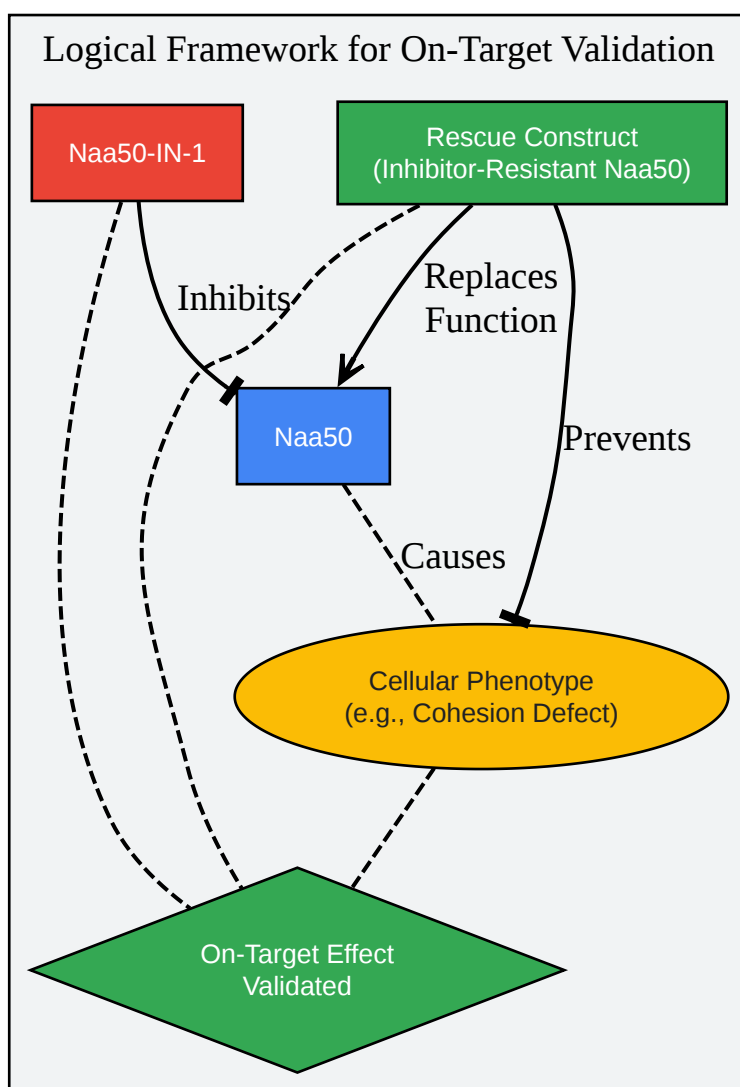 Logical Framework for On-Target Validation
Naa50-IN-1
Rescue Construct
(Inhibitor-Resistant Naa50)
Inhibits
Replaces
Function
Naa50
Prevents
Causes
Cellular Phenotype
(e.g., Cohesion Defect)
On-Target Effect
Validated